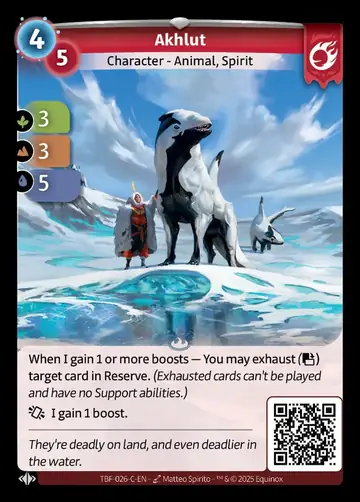 4
Akhlut
5
Character - Animal, Spirit
3
3
5
When I gain 1 or more boosts — You may exhaust ()
target card in Reserve. (Exhausted cards can't be played
and have no Support abilities.)
I gain 1 boost.
They're deadly on land, and even deadlier in
the water.
TBF-026-C-EN - Matteo Spirito - ™ & © 2025 Equinox